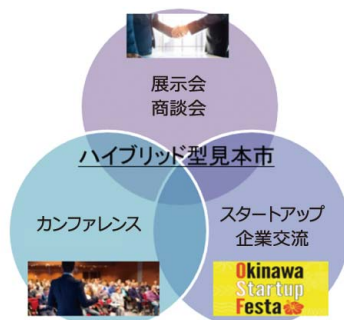 展示会
商談会
ハイブリッド型見本市
カンファレンス
スタートアップ
企業交流
Okinawa
Startup
Festa